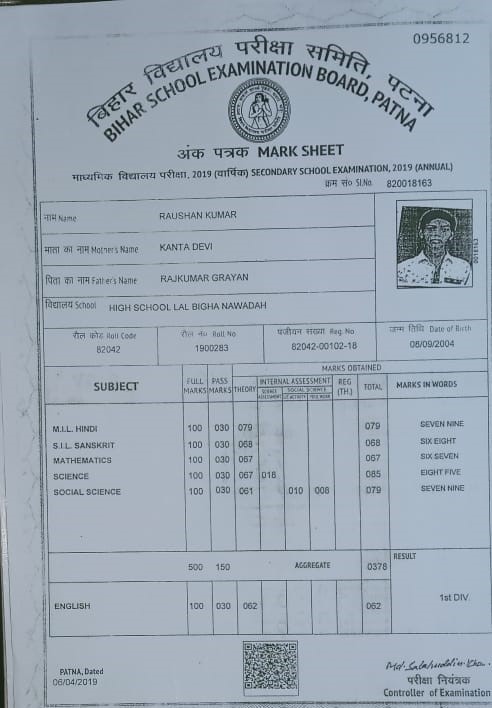 0956812
बिहार विद्यालय परीक्षा समिति, पटना
BIHAR SCHOOL EXAMINATION BOARD, PATNA
अंक पत्रक MARK SHEET
माध्यमिक विद्यालय परीक्षा, 2019 (वार्षिक) SECONDARY SCHOOL EXAMINATION, 2019 (ANNUAL)
क्रम सं० Sl.No. 820018163
नाम Name RAUSHAN KUMAR
माता का नाम Mother's Name KANTA DEVI
पिता का नाम Father's Name RAJKUMAR GRAYAN
विद्यालय School HIGH SCHOOL LAL BIGHA NAWADAH
रौल कोड Roll Code रौल नं० Roll No पंजीयन संख्या Reg. No जन्म तिथि Date of Birth
82042 1900283 82042-00102-18 08/09/2004
MARKS OBTAINED
SUBJECT FULL MARKS PASS MARKS THEORY INTERNAL ASSESSMENT REG (TH.) TOTAL MARKS IN WORDS
SOCIAL SCIENCE
M.I.L. HINDI 100 030 079 079 SEVEN NINE
S.I.L. SANSKRIT 100 030 068 068 SIX EIGHT
MATHEMATICS 100 030 067 067 SIX SEVEN
SCIENCE 100 030 067 018 085 EIGHT FIVE
SOCIAL SCIENCE 100 030 061 010 008 079 SEVEN NINE
500 150 AGGREGATE 0378 RESULT
ENGLISH 100 030 062 062 1st DIV.
PATNA, Dated
06/04/2019
परीक्षा नियंत्रक
Controller of Examination